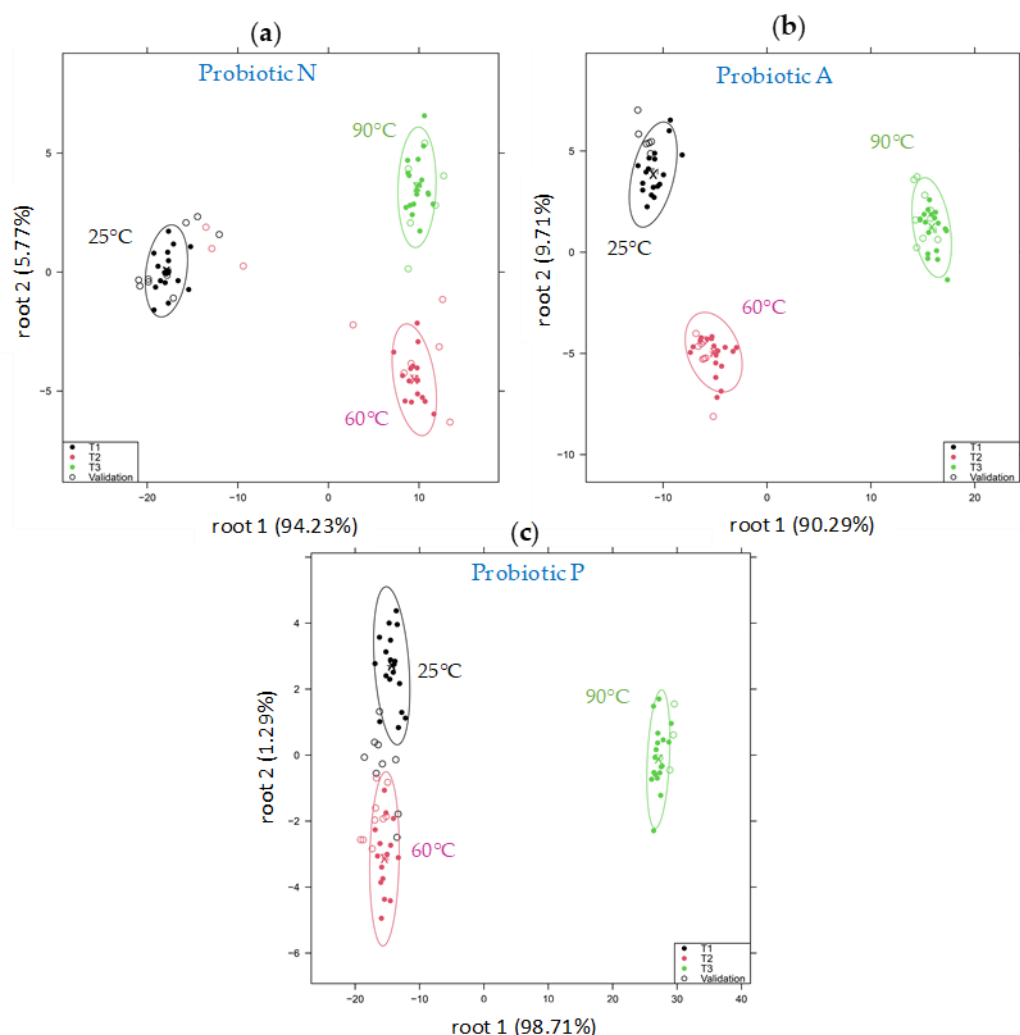 (a)
Probiotic N
90°C
25°C
60°C
5
0
−5
root 2 (5.77%)
T1
T2
T3
Validation
−20
−10
0
10
root 1 (94.23%)
(b)
Probiotic A
90°C
25°C
60°C
5
0
−5
−10
root 2 (9.71%)
T1
T2
T3
Validation
−10
0
10
20
root 1 (90.29%)
(c)
Probiotic P
25°C
90°C
60°C
4
2
0
−2
−4
−6
root 2 (1.29%)
T1
T2
T3
Validation
−20
−10
0
10
20
30
40
root 1 (98.71%)